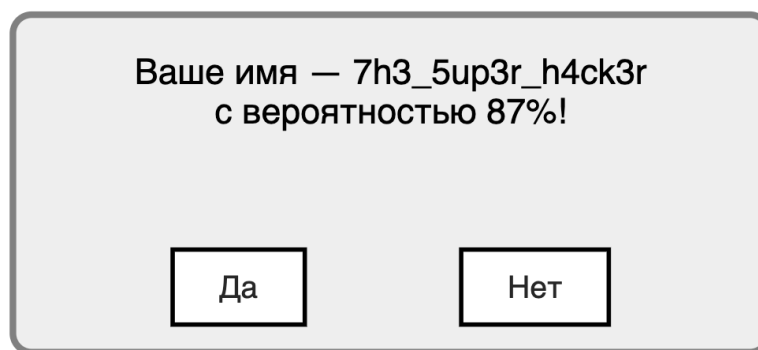 Ваше имя — 7h3_5up3r_h4ck3r
с вероятностью 87%!
Да
Нет